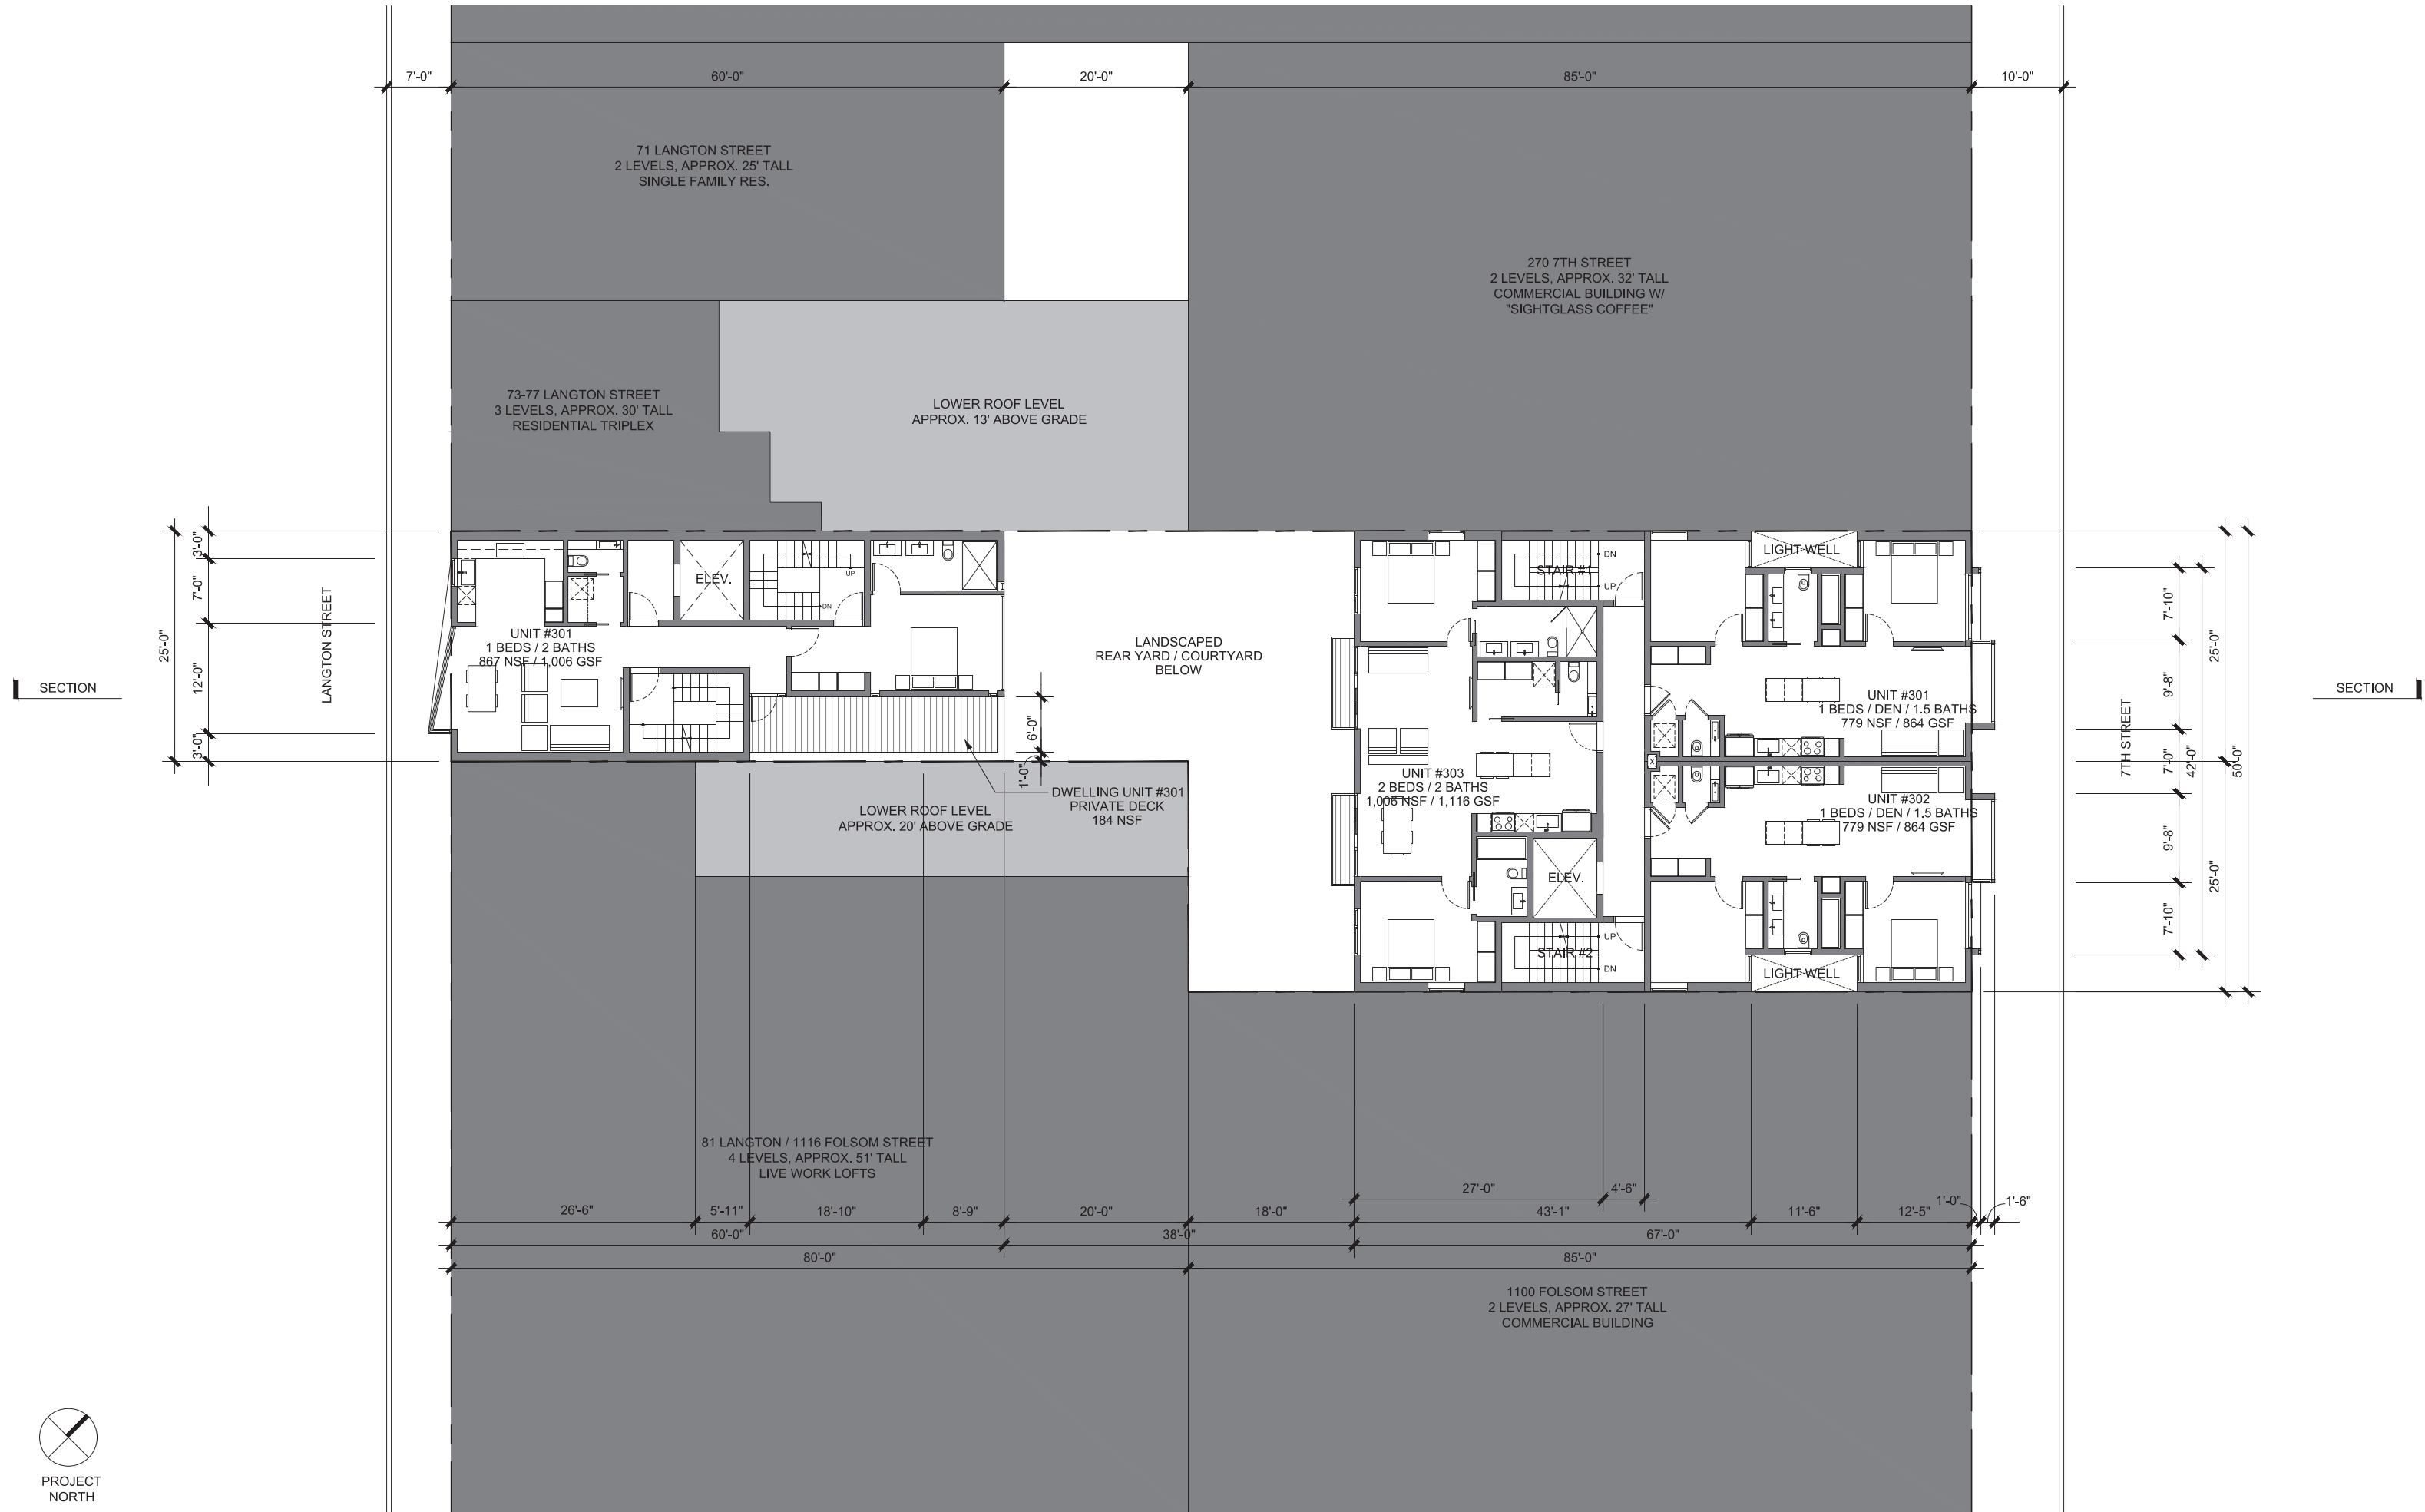 7'-0"
60'-0"
20'-0"
85'-0"
10'-0"
71 LANGTON STREET
2 LEVELS, APPROX. 25' TALL
SINGLE FAMILY RES.
270 7TH STREET
2 LEVELS, APPROX. 32' TALL
COMMERCIAL BUILDING W/
"SIGHTGLASS COFFEE"
73-77 LANGTON STREET
3 LEVELS, APPROX. 30' TALL
RESIDENTIAL TRIPLEX
LOWER ROOF LEVEL
APPROX. 13' ABOVE GRADE
SECTION
25'-0"
3'-0"
7'-0"
12'-0"
3'-0"
LANGTON STREET
ELEV.
UP
DN
UNIT #301
1 BEDS / 2 BATHS
867 NSF / 1,006 GSF
LANDSCAPED
REAR YARD / COURTYARD
BELOW
6'-0"
1'-0"
DWELLING UNIT #301
PRIVATE DECK
184 NSF
LOWER ROOF LEVEL
APPROX. 20' ABOVE GRADE
STAIR #1
DN
UP
LIGHT WELL
UNIT #301
1 BEDS / DEN / 1.5 BATHS
779 NSF / 864 GSF
UNIT #303
2 BEDS / 2 BATHS
1,006 NSF / 1,116 GSF
X
UNIT #302
1 BEDS / DEN / 1.5 BATHS
779 NSF / 864 GSF
ELEV.
STAIR #2
UP
DN
LIGHT WELL
7TH STREET
7'-10"
9'-8"
7'-0"
9'-8"
7'-10"
42'-0"
25'-0"
25'-0"
50'-0"
SECTION
81 LANGTON / 1116 FOLSOM STREET
4 LEVELS, APPROX. 51' TALL
LIVE WORK LOFTS
27'-0"
4'-6"
26'-6"
5'-11"
18'-10"
8'-9"
20'-0"
18'-0"
43'-1"
11'-6"
12'-5"
1'-0"
1'-6"
60'-0"
38'-0"
67'-0"
80'-0"
85'-0"
1100 FOLSOM STREET
2 LEVELS, APPROX. 27' TALL
COMMERCIAL BUILDING
PROJECT
NORTH